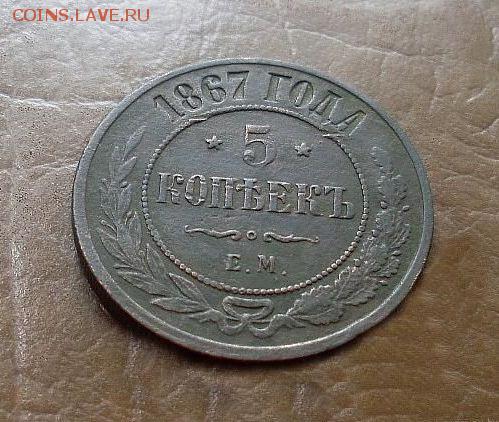 COINS.LAVE.RU
1867 ГОДА
5
КОПѢЕКЪ
Е.М.